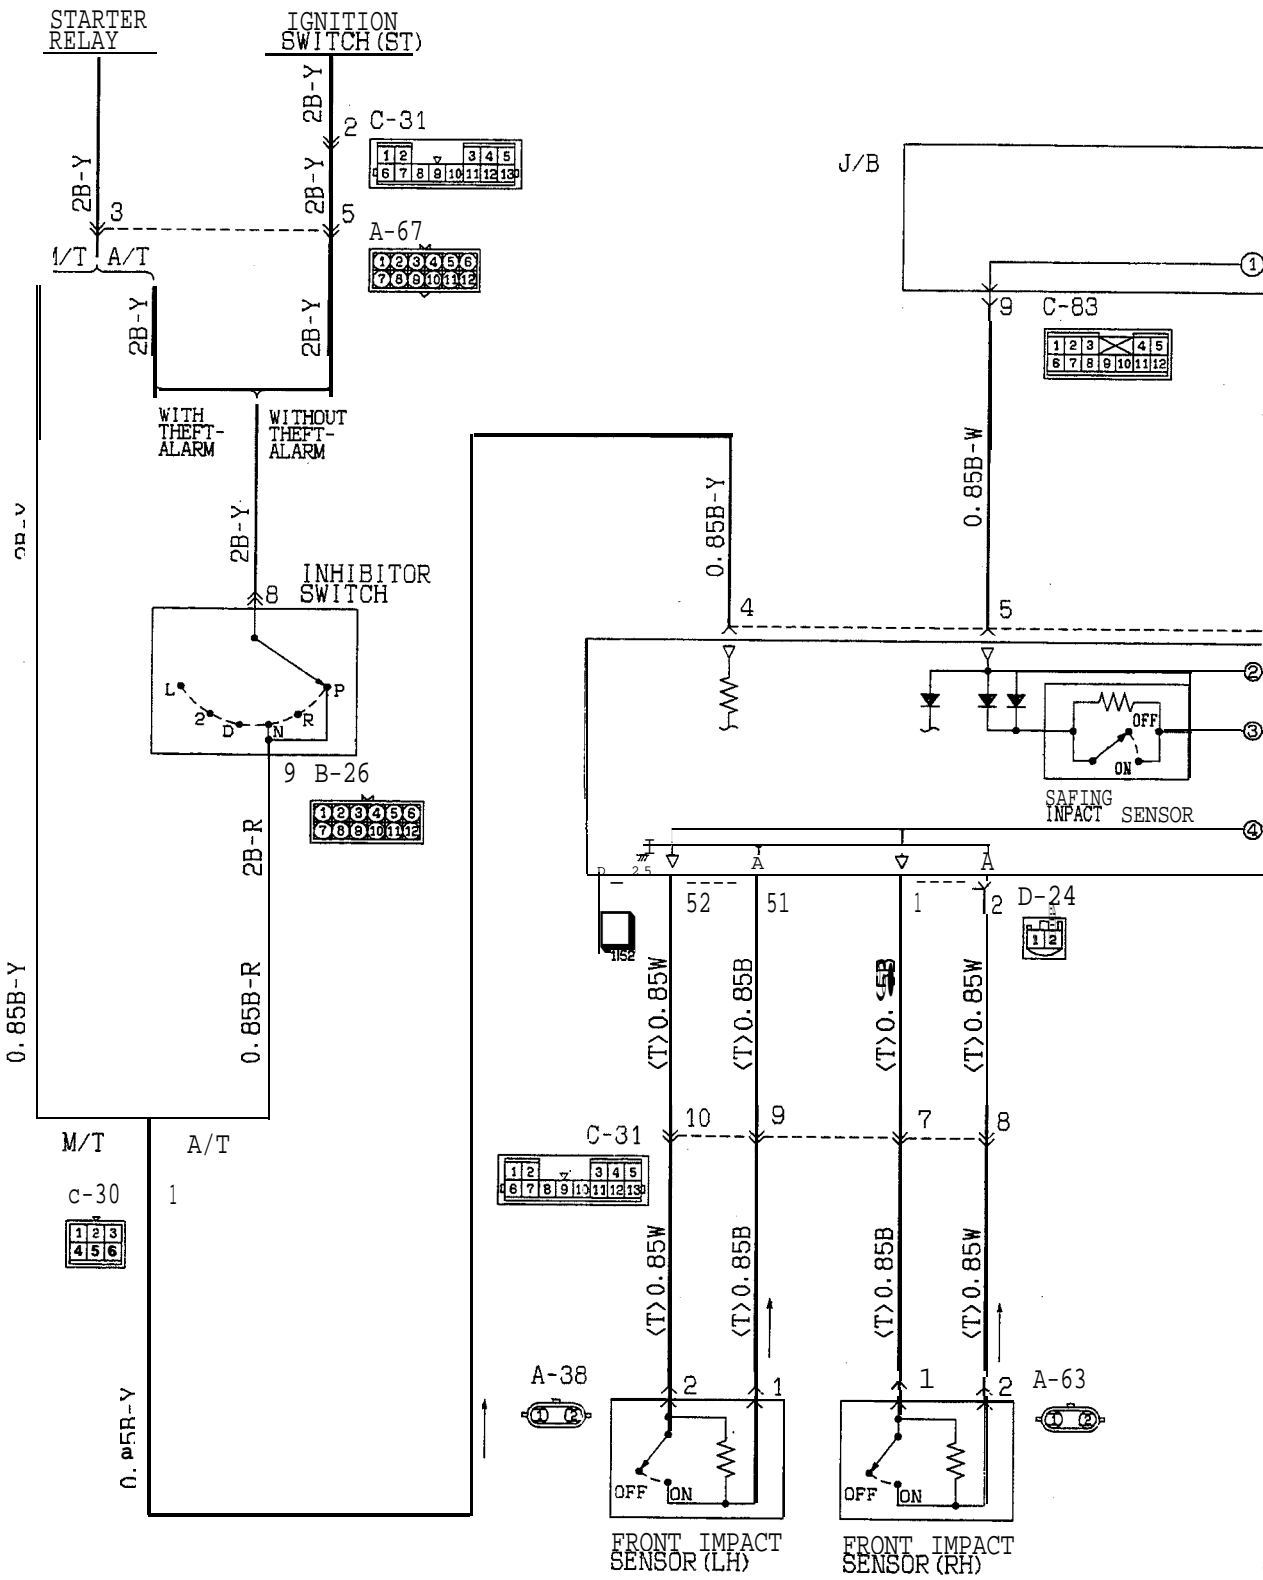 STARTER
RELAY
IGNITION
SWITCH(ST)
2B-Y
2 C-31
1 2 3 4 5
6 7 8 9 10 11 12 13
J/B
2B-Y
2B-Y
3
5
A-67
1 2 3 4 5 6
7 8 9 10 11 12
M/T A/T
1
9 C-83
1 2 3 4 5
6 7 8 9 10 11 12
2B-Y
2B-Y
WITH
THEFT-
ALARM
WITHOUT
THEFT-
ALARM
2B-Y
0.85B-Y
0.85B-W
INHIBITOR
SWITCH
8
4
5
L
2
D
N
R
P
2
3
OFF
ON
SAFING
INPACT SENSOR
4
9 B-26
1 2 3 4 5 6
7 8 9 10 11 12
2B-R
A
A
52
51
1
2
D-24
1 2
0.85B-Y
0.85B-R
<T>0.85W
<T>0.85B
<T>0.
<T>0.85W
M/T
A/T
C-31
10
9
7
8
1 2 3 4 5
6 7 8 9 10 11 12 13
c-30
1
1 2 3
4 5 6
<T>0.85W
<T>0.85B
<T>0.85B
<T>0.85W
A-38
1 2
2
1
1
2
A-63
1 2
OFF
ON
OFF
ON
FRONT IMPACT
SENSOR(LH)
FRONT IMPACT
SENSOR(RH)